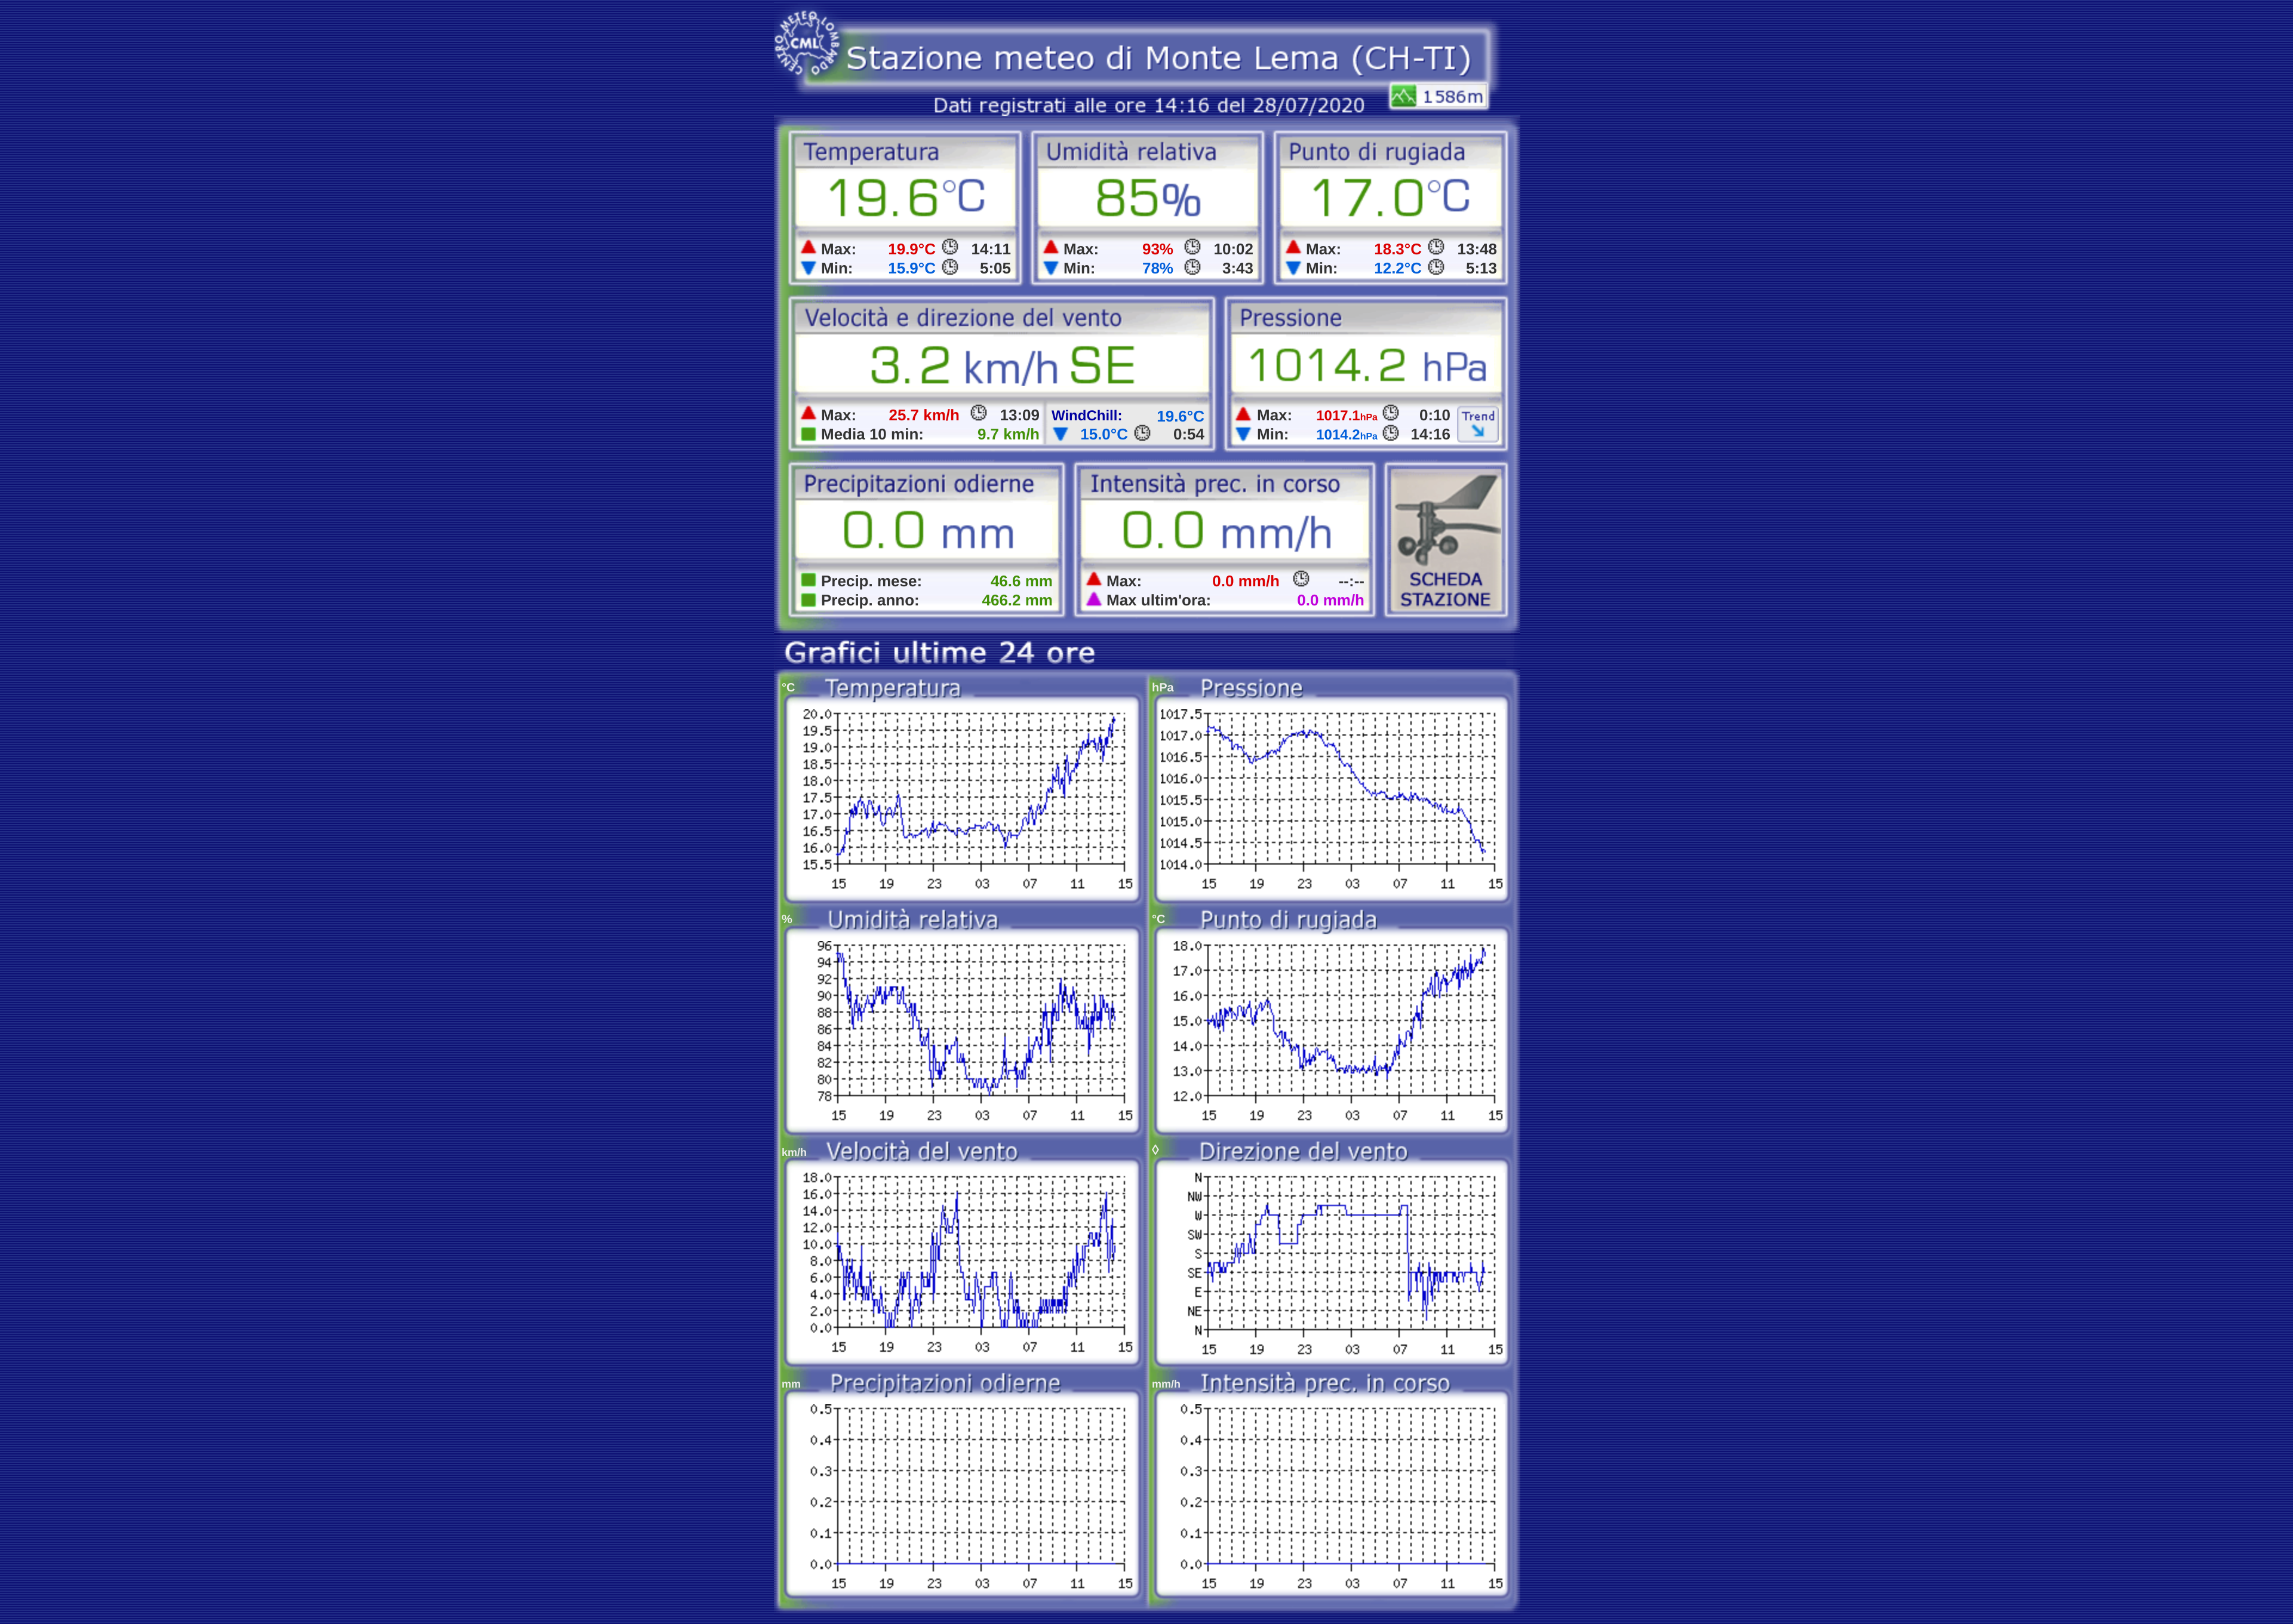 CENTRO METEO LOMBARDO
CML
Stazione meteo di Monte Lema (CH-TI)
Dati registrati alle ore 14:16 del 28/07/2020
1586m
Temperatura
19.6°C
Max: 19.9°C 14:11
Min: 15.9°C 5:05
Umidità relativa
85%
Max: 93% 10:02
Min: 78% 3:43
Punto di rugiada
17.0°C
Max: 18.3°C 13:48
Min: 12.2°C 5:13
Velocità e direzione del vento
3.2 km/h SE
Max: 25.7 km/h 13:09
Media 10 min: 9.7 km/h
WindChill: 19.6°C
15.0°C 0:54
Pressione
1014.2 hPa
Max: 1017.1hPa 0:10
Min: 1014.2hPa 14:16
Trend
Precipitazioni odierne
0.0 mm
Precip. mese: 46.6 mm
Precip. anno: 466.2 mm
Intensità prec. in corso
0.0 mm/h
Max: 0.0 mm/h --:--
Max ultim'ora: 0.0 mm/h
SCHEDA
STAZIONE
Grafici ultime 24 ore
°C Temperatura
20.0
19.5
19.0
18.5
18.0
17.5
17.0
16.5
16.0
15.5
15 19 23 03 07 11 15
hPa Pressione
1017.5
1017.0
1016.5
1016.0
1015.5
1015.0
1014.5
1014.0
15 19 23 03 07 11 15
% Umidità relativa
96
94
92
90
88
86
84
82
80
78
15 19 23 03 07 11 15
°C Punto di rugiada
18.0
17.0
16.0
15.0
14.0
13.0
12.0
15 19 23 03 07 11 15
km/h Velocità del vento
18.0
16.0
14.0
12.0
10.0
8.0
6.0
4.0
2.0
0.0
15 19 23 03 07 11 15
◊ Direzione del vento
N
NW
W
SW
S
SE
E
NE
N
15 19 23 03 07 11 15
mm Precipitazioni odierne
0.5
0.4
0.3
0.2
0.1
0.0
15 19 23 03 07 11 15
mm/h Intensità prec. in corso
0.5
0.4
0.3
0.2
0.1
0.0
15 19 23 03 07 11 15